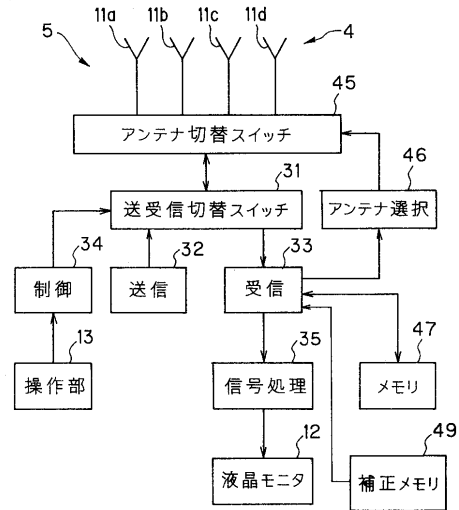 11a 11b 11c 11d
5 4
45
アンテナ切替スイッチ
31 46
送受信切替スイッチ アンテナ選択
34 32 33
制御 送信 受信
13 35 47
操作部 信号処理 メモリ
12 49
液晶モニタ 補正メモリ